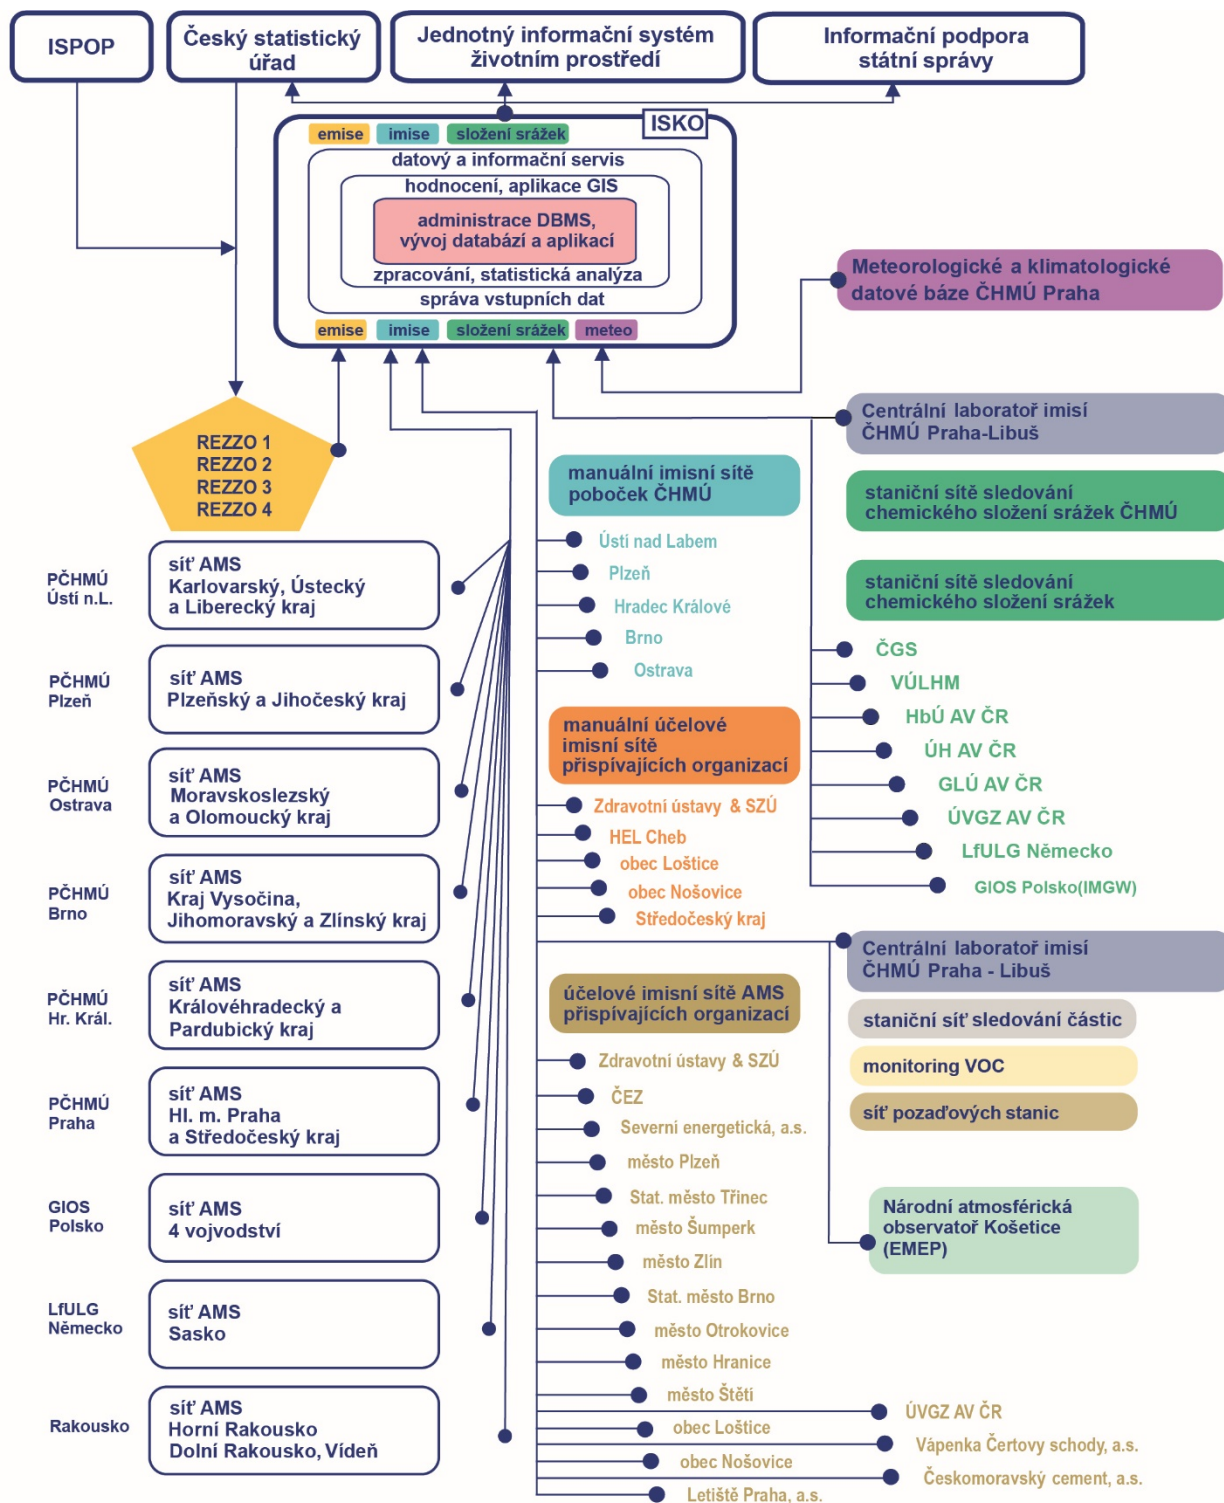 ISPOP
Český statistický
úřad
Jednotný informační systém
životním prostředí
Informační podpora
státní správy
ISKO
emise
imise
složení srážek
datový a informační servis
hodnocení, aplikace GIS
administrace DBMS,
vývoj databází a aplikací
zpracování, statistická analýza
správa vstupních dat
emise
imise
složení srážek
meteo
Meteorologické a klimatologické
datové báze ČHMÚ Praha
REZZO 1
REZZO 2
REZZO 3
REZZO 4
PČHMÚ
Ústí n.L.
síť AMS
Karlovarský, Ústecký
a Liberecký kraj
PČHMÚ
Plzeň
síť AMS
Plzeňský a Jihočeský kraj
PČHMÚ
Ostrava
síť AMS
Moravskoslezský
a Olomoucký kraj
PČHMÚ
Brno
síť AMS
Kraj Vysočina,
Jihomoravský a Zlínský kraj
PČHMÚ
Hr. Král.
síť AMS
Královéhradecký a
Pardubický kraj
PČHMÚ
Praha
síť AMS
Hl. m. Praha
a Středočeský kraj
GIOS
Polsko
síť AMS
4 vojvodství
LfULG
Německo
síť AMS
Sasko
Rakousko
síť AMS
Horní Rakousko
Dolní Rakousko, Vídeň
manuální imisní sítě
poboček ČHMÚ
Ústí nad Labem
Plzeň
Hradec Králové
Brno
Ostrava
manuální účelové
imisní sítě
přispívajících organizací
Zdravotní ústavy & SZÚ
HEL Cheb
obec Loštice
obec Nošovice
Středočeský kraj
účelové imisní sítě AMS
přispívajících organizací
Zdravotní ústavy & SZÚ
ČEZ
Severní energetická, a.s.
město Plzeň
Stat. město Třinec
město Šumperk
město Zlín
Stat. město Brno
město Otrokovice
město Hranice
město Štětí
ÚVGZ AV ČR
obec Loštice
Vápenka Čertovy schody, a.s.
obec Nošovice
Českomoravský cement, a.s.
Letiště Praha, a.s.
Centrální laboratoř imisí
ČHMÚ Praha-Libuš
staniční sítě sledování
chemického složení srážek ČHMÚ
staniční sítě sledování
chemického složení srážek
ČGS
VÚLHM
HbÚ AV ČR
ÚH AV ČR
GLÚ AV ČR
ÚVGZ AV ČR
LfULG Německo
GIOS Polsko(IMGW)
Centrální laboratoř imisí
ČHMÚ Praha - Libuš
staniční síť sledování částic
monitoring VOC
síť pozaďových stanic
Národní atmosférická
observatoř Košetice
(EMEP)